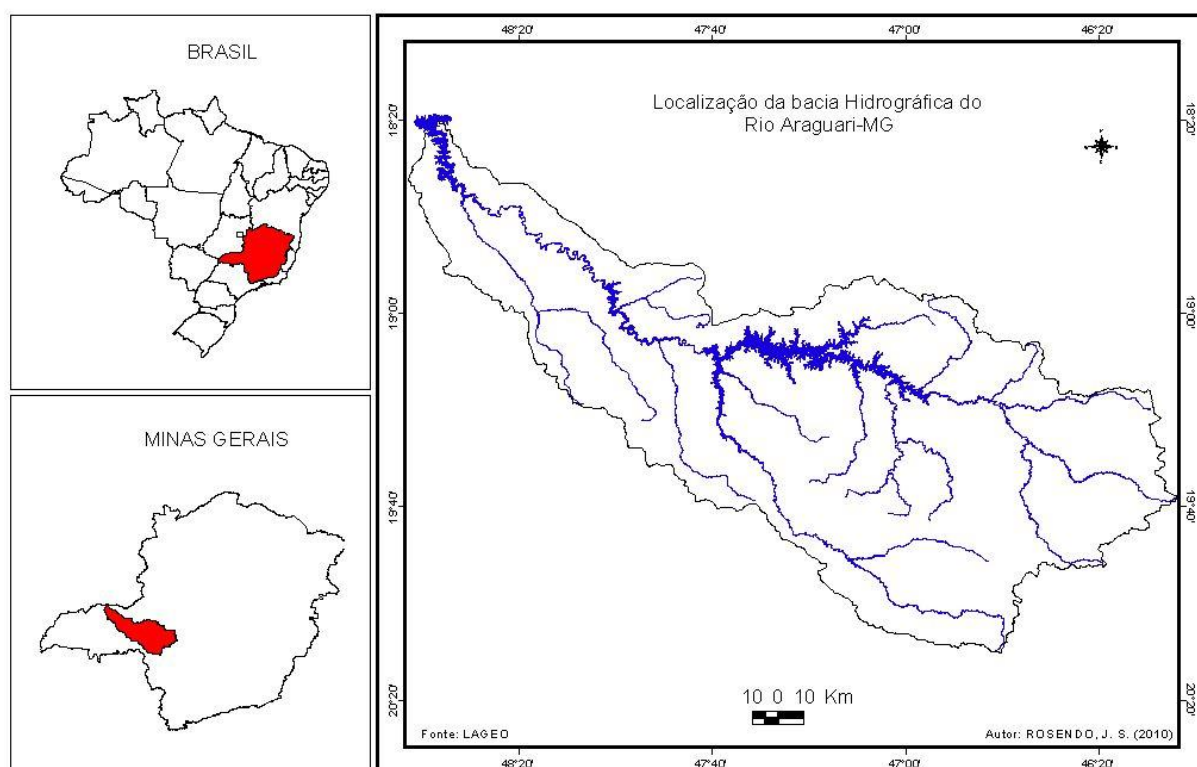 BRASIL
MINAS GERAIS
48°20'
47°40'
47°00'
46°20'
Localização da bacia Hidrográfica do
Rio Araguari-MG
18°20'
18°20'
19°00'
19°00'
19°40'
19°40'
20°20'
20°20'
10 0 10 Km
Fonte: LAGEO
Autor: ROSENDO, J. S. (2010)
48°20'
47°40'
47°00'
46°20'